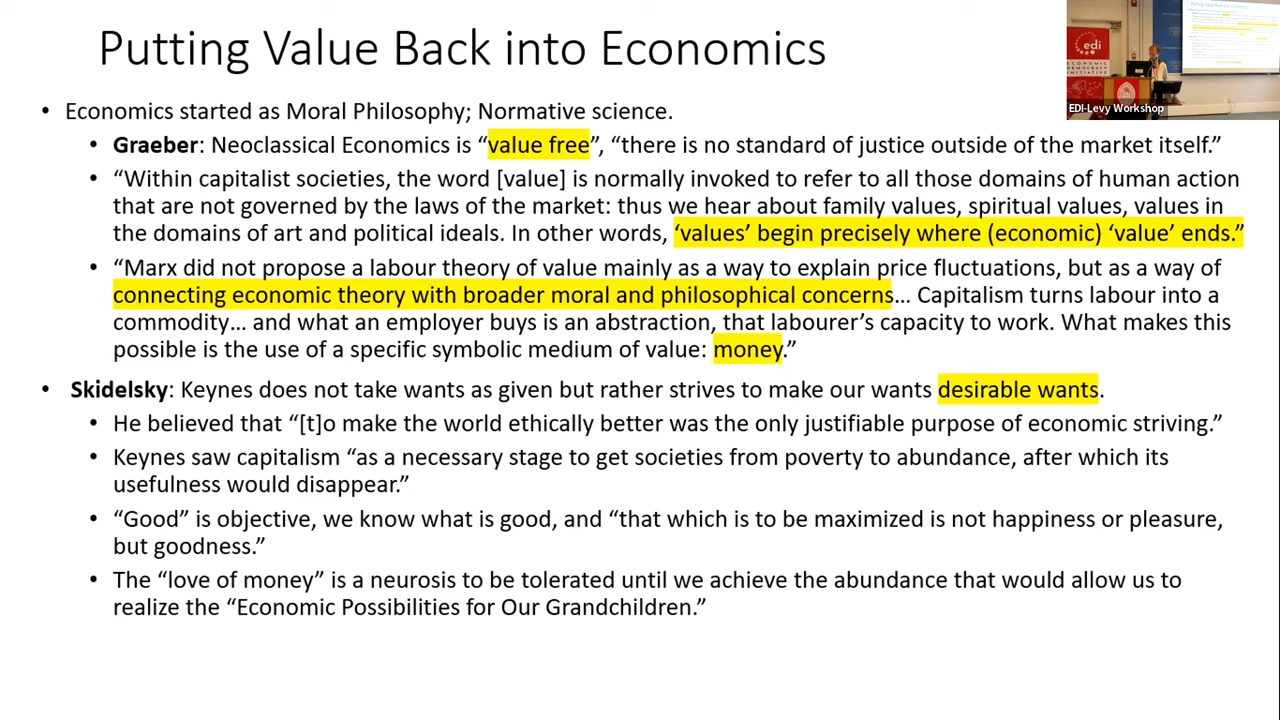 Putting Value Back into Economics
• Economics started as Moral Philosophy; Normative science.
• Graeber: Neoclassical Economics is “value free”, “there is no standard of justice outside of the market itself.”
• “Within capitalist societies, the word [value] is normally invoked to refer to all those domains of human action
that are not governed by the laws of the market: thus we hear about family values, spiritual values, values in
the domains of art and political ideals. In other words, ‘values’ begin precisely where (economic) ‘value’ ends.”
• “Marx did not propose a labour theory of value mainly as a way to explain price fluctuations, but as a way of
connecting economic theory with broader moral and philosophical concerns… Capitalism turns labour into a
commodity… and what an employer buys is an abstraction, that labourer’s capacity to work. What makes this
possible is the use of a specific symbolic medium of value: money.”
• Skidelsky: Keynes does not take wants as given but rather strives to make our wants desirable wants.
• He believed that “[t]o make the world ethically better was the only justifiable purpose of economic striving.”
• Keynes saw capitalism “as a necessary stage to get societies from poverty to abundance, after which its
usefulness would disappear.”
• “Good” is objective, we know what is good, and “that which is to be maximized is not happiness or pleasure,
but goodness.”
• The “love of money” is a neurosis to be tolerated until we achieve the abundance that would allow us to
realize the “Economic Possibilities for Our Grandchildren.”
edi
ECONOMIC
DEMOCRACY
INITIATIVE
EDI-Levy Workshop